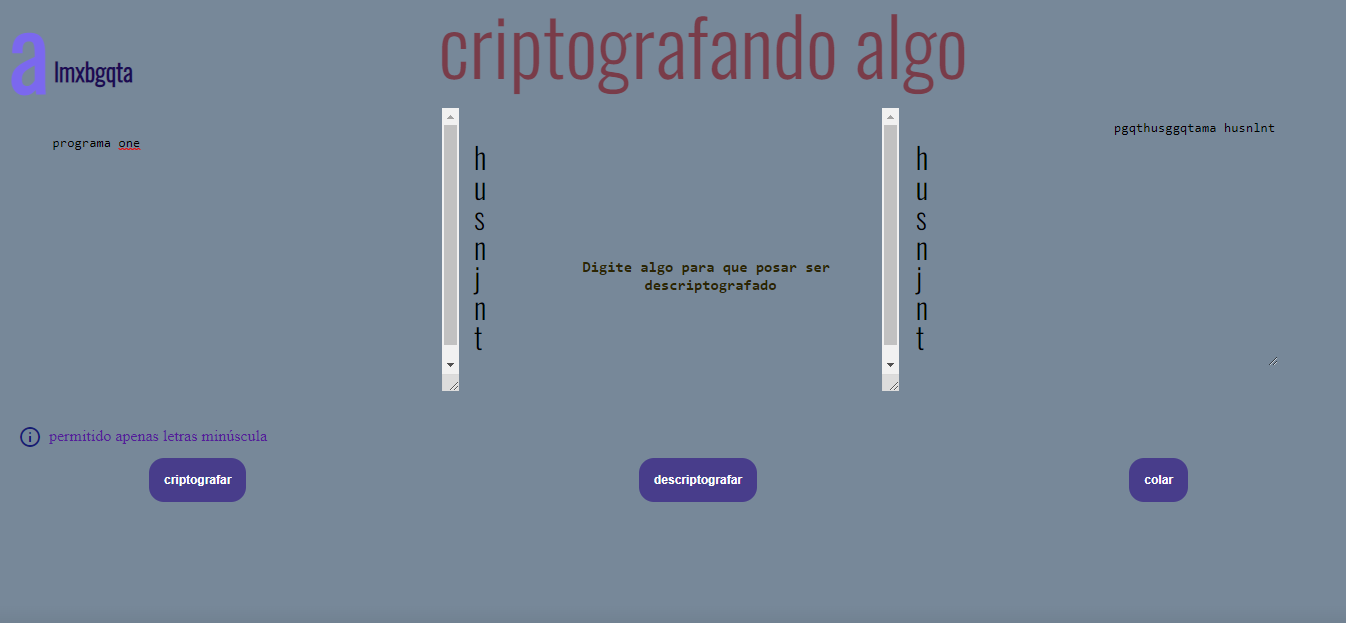 criptografando algo
a lmxbgqta
programa one
h
u
s
n
j
n
t
Digite algo para que posar ser
descriptografado
h
u
s
n
j
n
t
pgqthusggqtama husnlnt
permitido apenas letras minúscula
criptografar
descriptografar
colar